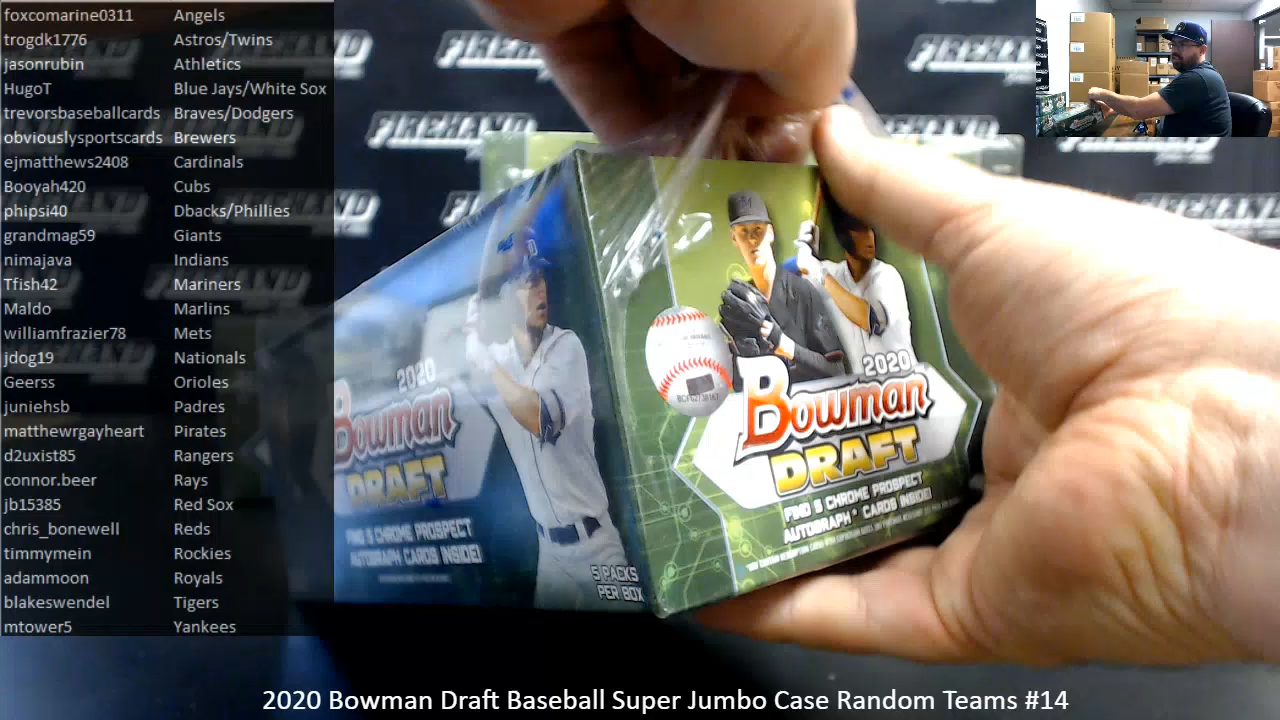 foxcomarine0311 Angels
trogdk1776 Astros/Twins
jasonrubin Athletics
HugoT Blue Jays/White Sox
trevorsbaseballcards Braves/Dodgers
obviouslysportscards Brewers
ejmatthews2408 Cardinals
Booyah420 Cubs
phipsi40 Dbacks/Phillies
grandmag59 Giants
nimajava Indians
Tfish42 Mariners
Maldo Marlins
williamfrazier78 Mets
jdog19 Nationals
Geerss Orioles
juniehsb Padres
matthewrgayheart Pirates
d2uxist85 Rangers
connor.beer Rays
jb15385 Red Sox
chris_bonewell Reds
timmymein Rockies
adammoon Royals
blakeswendel Tigers
mtower5 Yankees
FIREHAND
FIREHAND
FIREHAND
2020
Bowman
DRAFT
FIND 5 CHROME PROSPECT
AUTOGRAPH CARDS INSIDE!
5 PACKS
PER BOX
2020
Bowman
DRAFT
FIND 5 CHROME PROSPECT
AUTOGRAPH* CARDS INSIDE!
2020 Bowman Draft Baseball Super Jumbo Case Random Teams #14